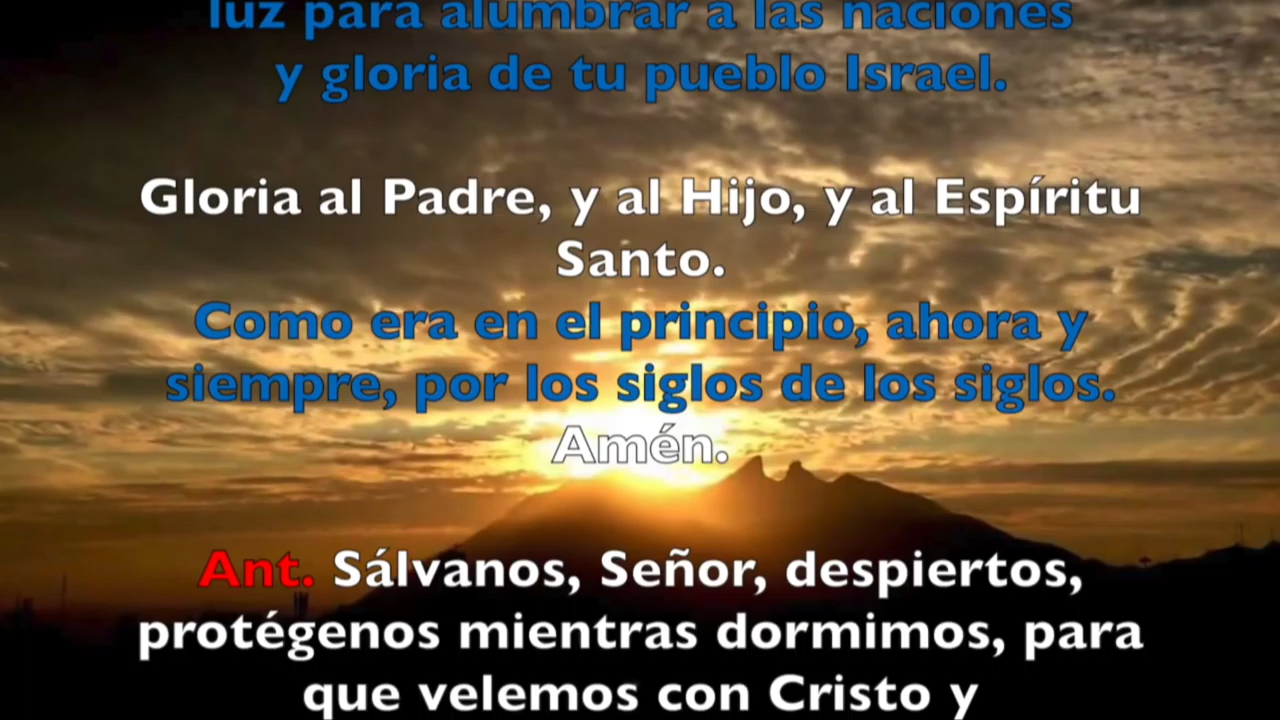 luz para alumbrar a las naciones
y gloria de tu pueblo Israel.
Gloria al Padre, y al Hijo, y al Espíritu
Santo.
Como era en el principio, ahora y
siempre, por los siglos de los siglos.
Amén.
Ant. Sálvanos, Señor, despiertos,
protégenos mientras dormimos, para
que velemos con Cristo y